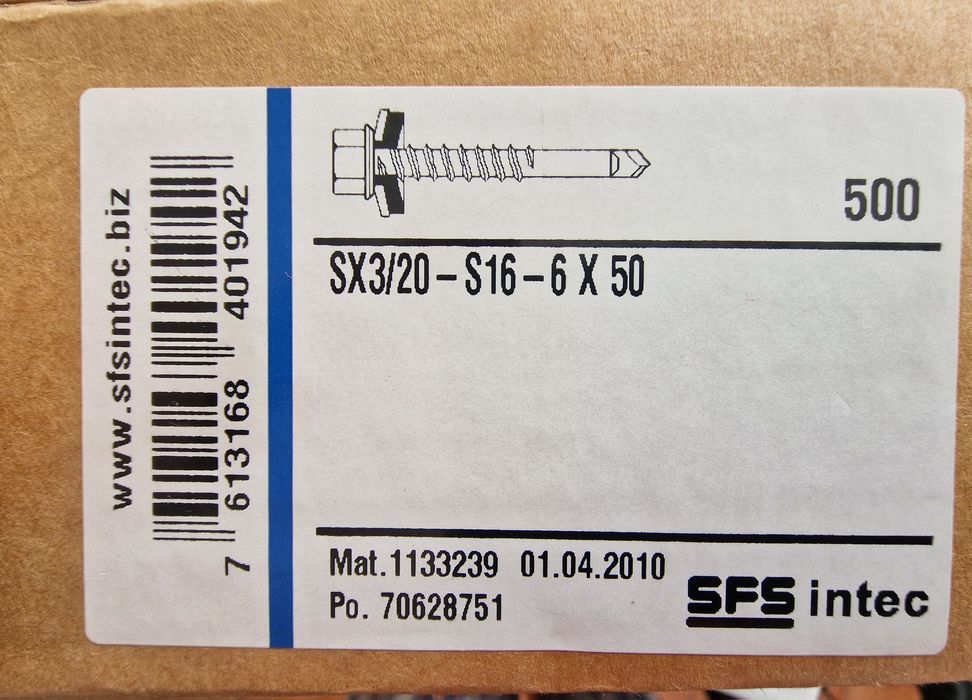 www.sfsintec.biz
7 613168 401942
500
SX3/20 – S16 – 6 X 50
Mat.1133239 01.04.2010
Po. 70628751
SFS intec